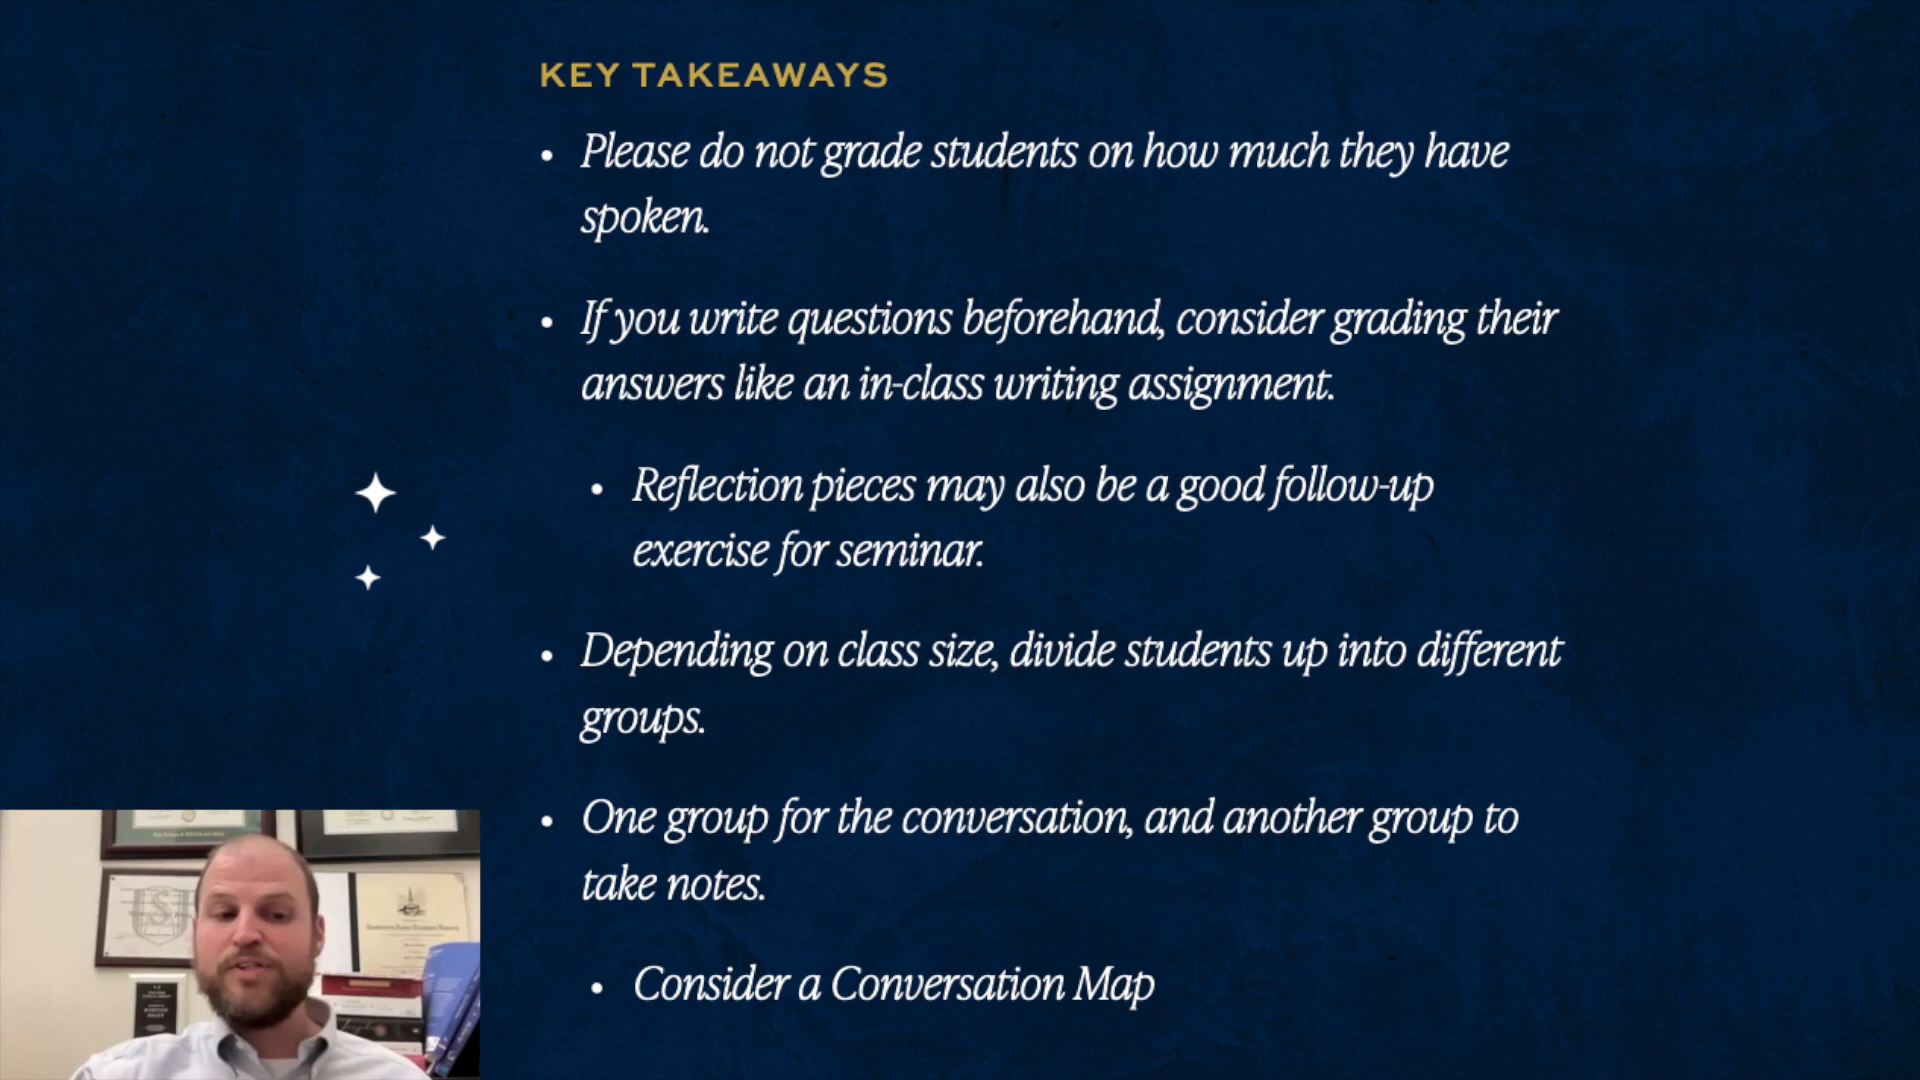 KEY TAKEAWAYS
• Please do not grade students on how much they have
spoken.
• If you write questions beforehand, consider grading their
answers like an in-class writing assignment.
• Reflection pieces may also be a good follow-up
exercise for seminar.
• Depending on class size, divide students up into different
groups.
• One group for the conversation, and another group to
take notes.
• Consider a Conversation Map